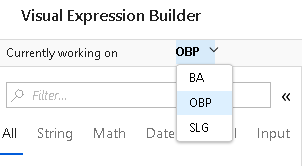 Visual Expression Builder
Currently working on OBP
BA
Filter... OBP «
SLG
All String Math Date Input